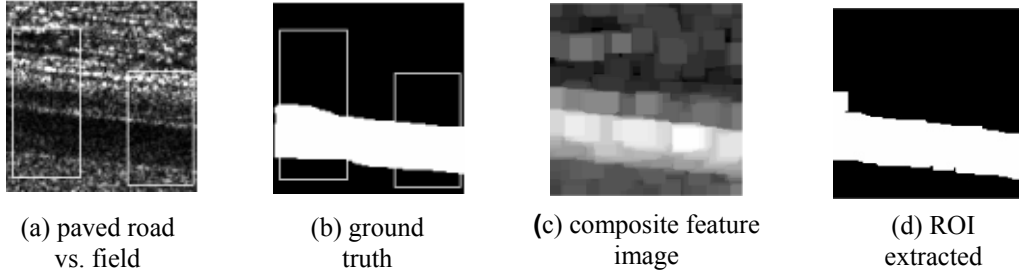 (a) paved road
vs. field
(b) ground
truth
(c) composite feature
image
(d) ROI
extracted